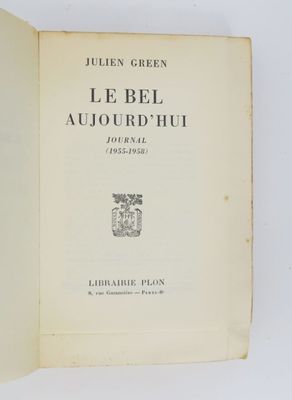 JULIEN GREEN
LE BEL
AUJOURD'HUI
JOURNAL
(1955-1958)
LIBRAIRIE PLON
8, rue Garancière — PARIS-6e